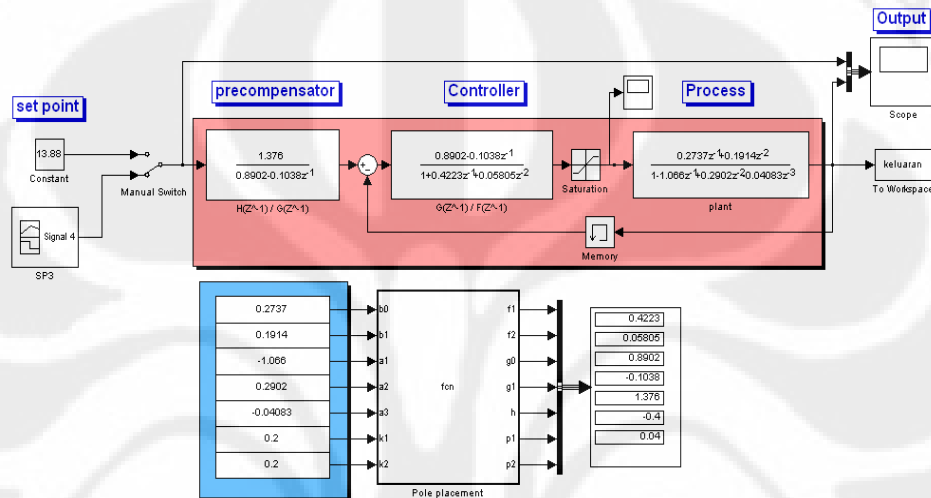 Output
set point
precompensator
Controller
Process
Scope
13.88
Constant
Manual Switch
1.376
0.8902-0.1038z-1
H(Z^-1) / G(Z^-1)
0.8902-0.1038z-1
1+0.4223z-1+0.05805z-2
G(Z^-1) / F(Z^-1)
Saturation
0.2737z-1+0.1914z-2
1-1.066z-1+0.2902z-2-0.04083z-3
plant
keluaran
To Workspace
Signal 4
SP3
Memory
0.2737
0.1914
-1.066
0.2902
-0.04083
0.2
0.2
b0
b1
a1
a2
a3
k1
k2
fcn
f1
f2
g0
g1
h
p1
p2
Pole placement
0.4223
0.05805
0.8902
-0.1038
1.376
-0.4
0.04